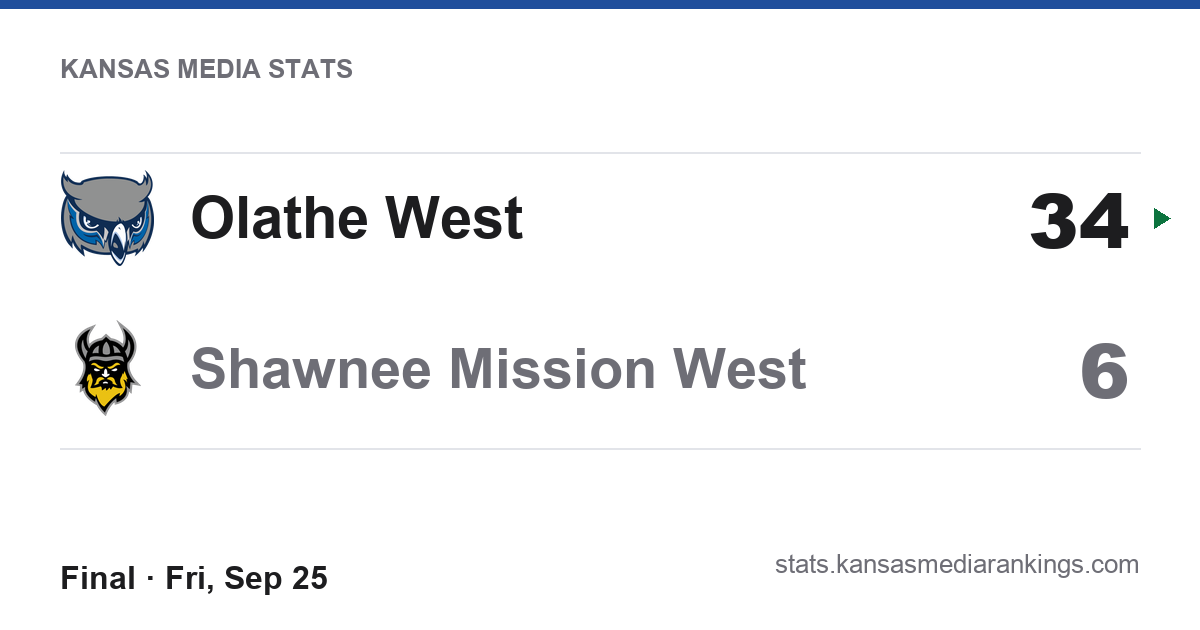 KANSAS MEDIA STATS
Olathe West 34
Shawnee Mission West 6
Final · Fri, Sep 25
stats.kansasmediarankings.com